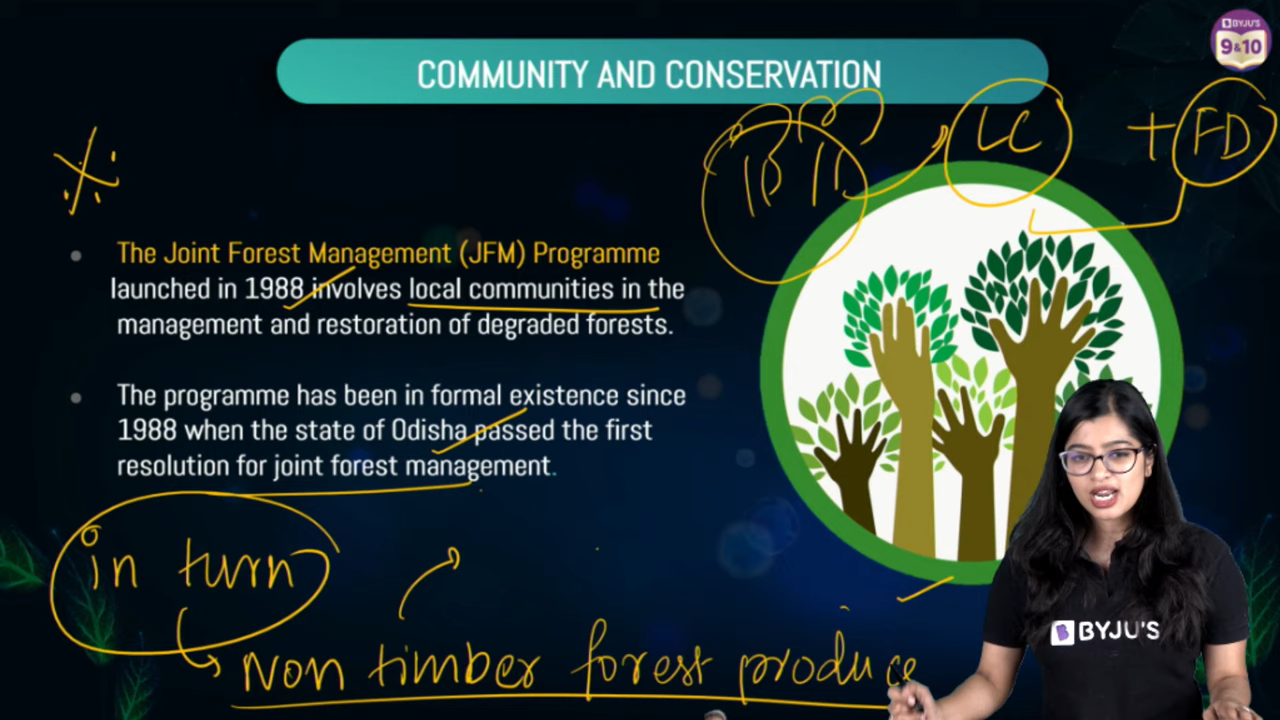 BYJU'S
9&10
COMMUNITY AND CONSERVATION
LC + FD
The Joint Forest Management (JFM) Programme
launched in 1988 involves local communities in the
management and restoration of degraded forests.
The programme has been in formal existence since
1988 when the state of Odisha passed the first
resolution for joint forest management.
in turn
Non timber forest produce
BYJU'S